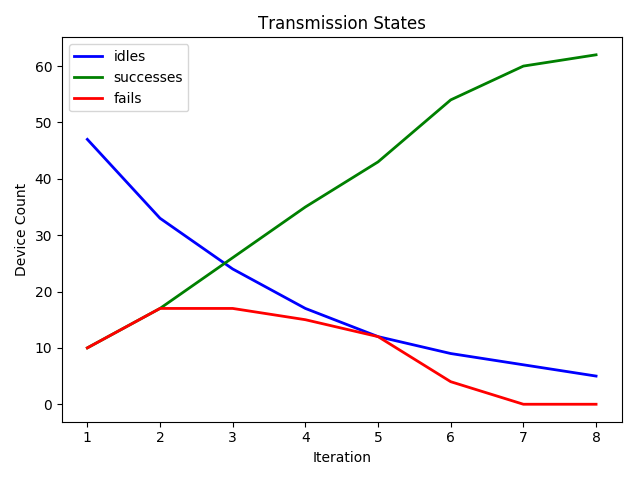 Transmission States
idles
successes
fails
Device Count
60
50
40
30
20
10
0
1 2 3 4 5 6 7 8
Iteration